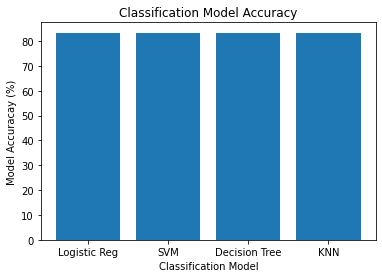 Classification Model Accuracy
Model Accuracay (%)
80
70
60
50
40
30
20
10
0
Logistic Reg SVM Decision Tree KNN
Classification Model